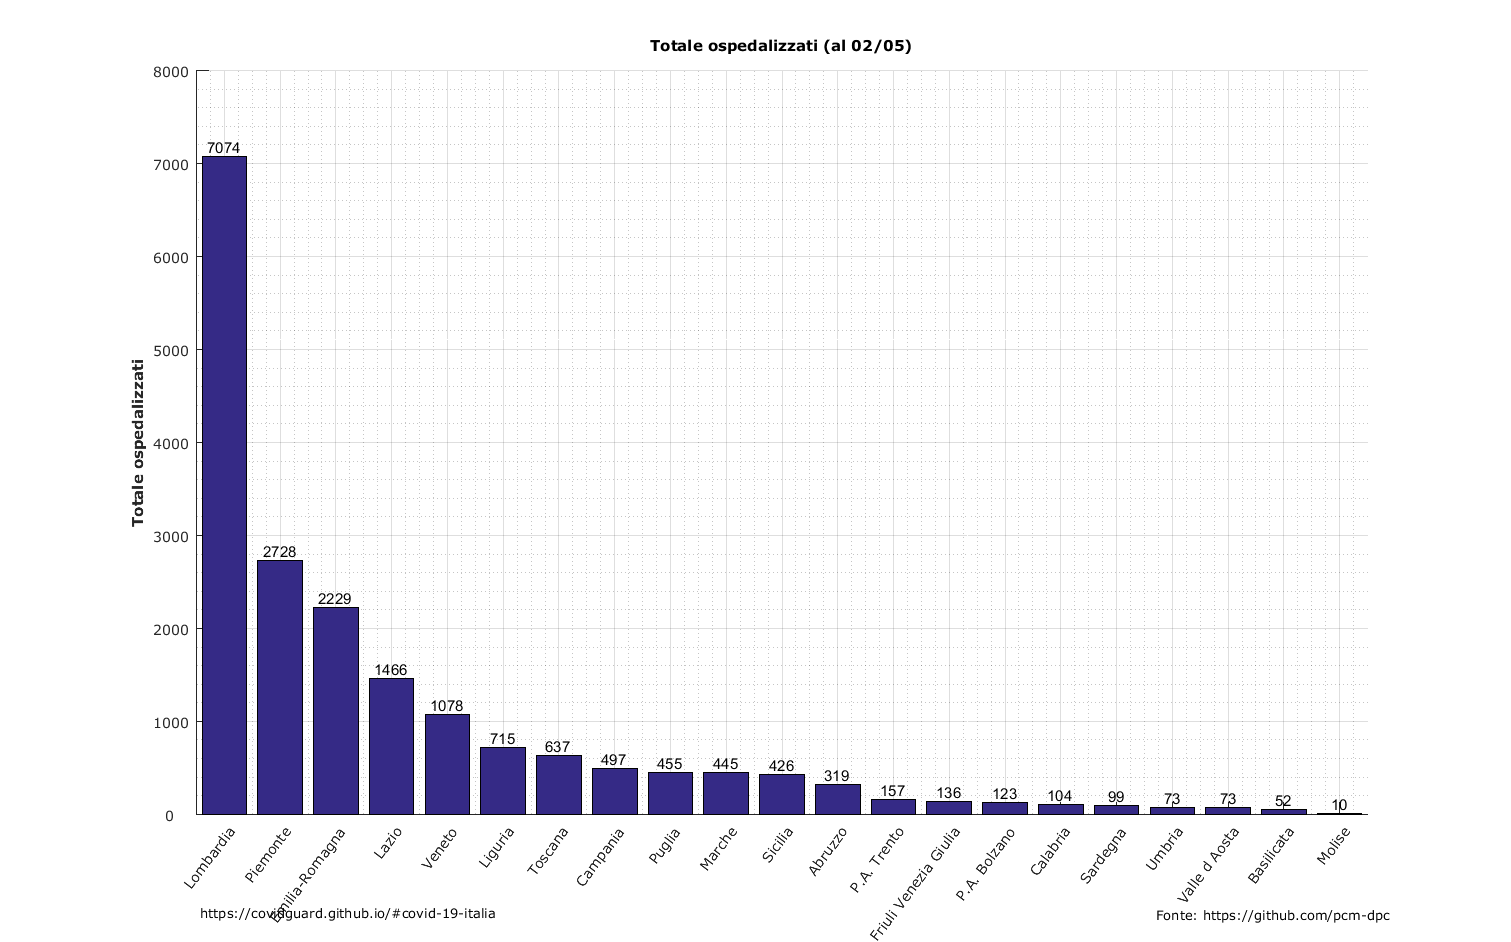 Totale ospedalizzati (al 02/05)
Totale ospedalizzati
8000
7000
6000
5000
4000
3000
2000
1000
0
7074
2728
2229
1466
1078
715
637
497
455
445
426
319
157
136
123
104
99
73
73
52
10
Lombardia
Piemonte
Emilia-Romagna
Lazio
Veneto
Liguria
Toscana
Campania
Puglia
Marche
Sicilia
Abruzzo
P.A. Trento
Friuli Venezia Giulia
P.A. Bolzano
Calabria
Sardegna
Umbria
Valle d Aosta
Basilicata
Molise
https://covidguard.github.io/#covid-19-italia
Fonte: https://github.com/pcm-dpc